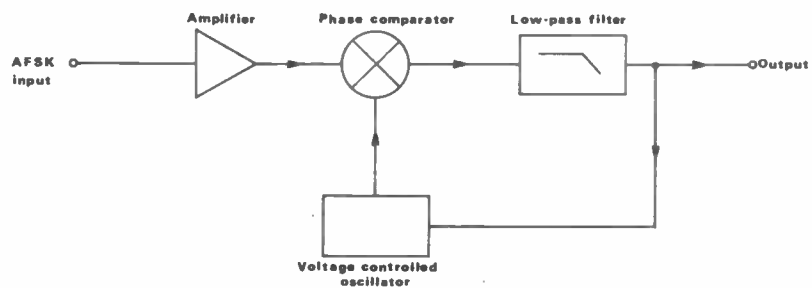 Amplifier
Phase comparator
Low-pass filter
AFSK
input
Output
Voltage controlled
oscillator